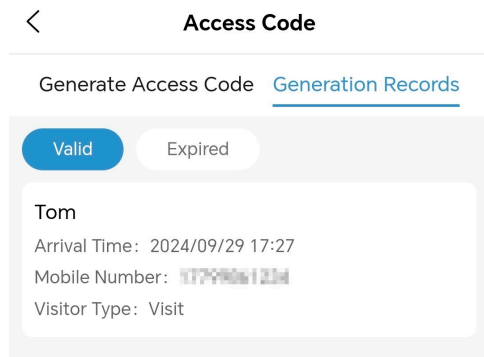 Access Code
Generate Access Code Generation Records
Valid Expired
Tom
Arrival Time: 2024/09/29 17:27
Mobile Number:
Visitor Type: Visit